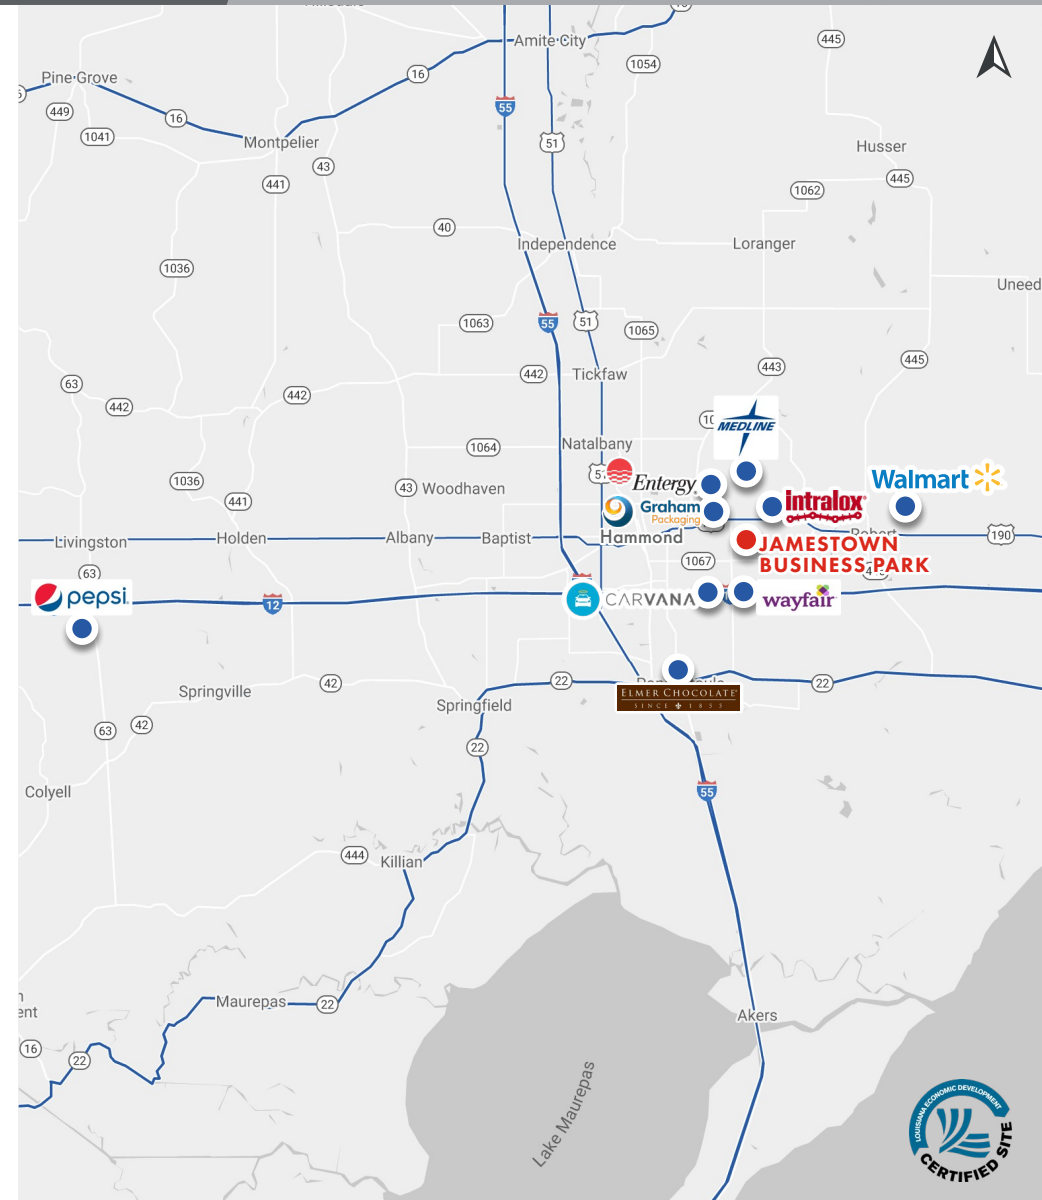 Amite City
445
1054
16
Pine Grove
55
449
16
1041
51
Montpelier
Husser
43
445
441
1062
40
Independence
Loranger
1036
Uneed
1063
55
51
1065
445
443
442
Tickfaw
63
442
442
MEDLINE
Natalbany
1064
Entergy
Walmart
1036
43
Woodhaven
441
Graham
Packaging
intralox
Hammond
190
Livingston
Holden
Albany
Baptist
JAMESTOWN
BUSINESS PARK
1067
63
pepsi
12
CARVANA
wayfair
22
42
22
Springville
ELMER CHOCOLATE
SINCE 1855
Springfield
63
42
22
55
Colyell
444
Killian
Maurepas
22
Akers
ent
16
22
Lake Maurepas
LOUISIANA ECONOMIC DEVELOPMENT
CERTIFIED SITE